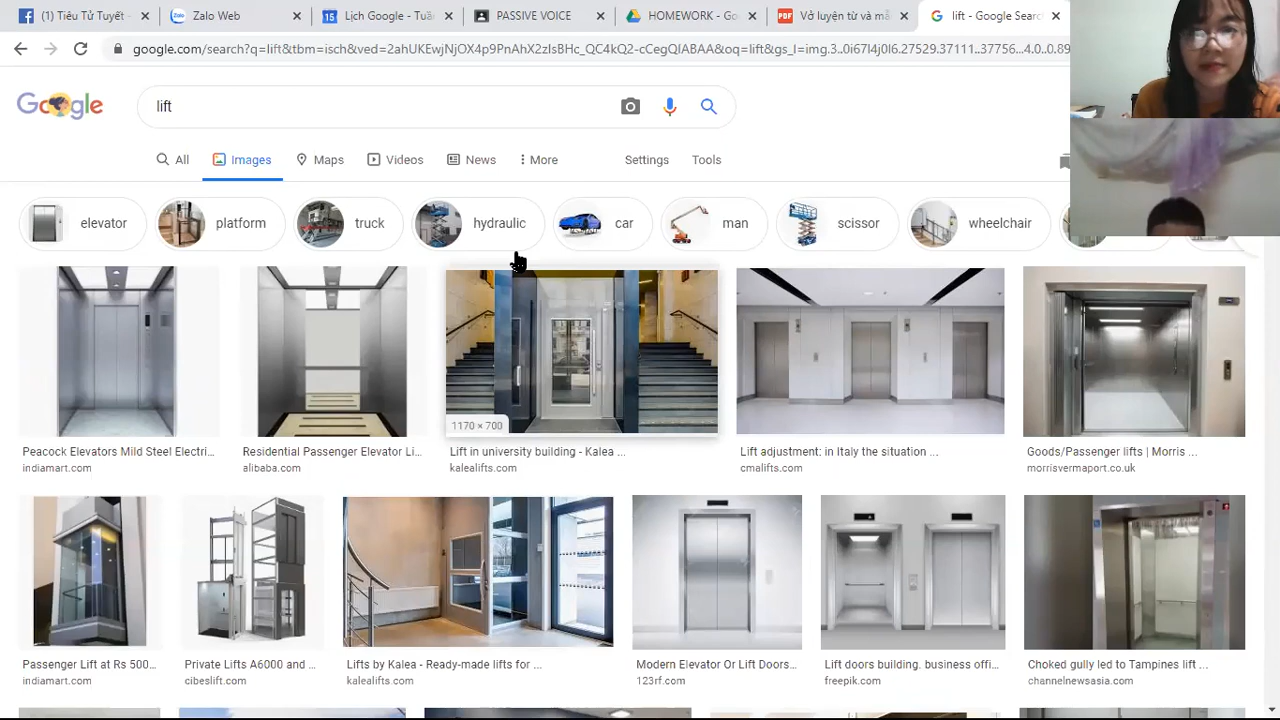 (1) Tiêu, Tử Tuyết -
Zalo Web
Lịch Google - Tuần
PASSIVE VOICE
HOMEWORK - Go
Vở luyện từ và mẫ
lift - Google Sear
google.com/search?q=lift&tbm=isch&ved=2ahUKEwjNjOX4p9PnAhX2zIsBHc_QC4kQ2-cCegQIABAA&oq=lift&gs_l=img.3..0i67l4j0l6.27529.37111..37756...4.0..0.89
Google
lift
All
Images
Maps
Videos
News
More
Settings
Tools
elevator
platform
truck
hydraulic
car
man
scissor
wheelchair
1170 × 700
Peacock Elevators Mild Steel Electri...
Residential Passenger Elevator Li...
Lift in university building - Kalea ...
Lift adjustment: in Italy the situation ...
Goods/Passenger lifts | Morris ...
indiamart.com
alibaba.com
kalealifts.com
cmalifts.com
morrisvermaport.co.uk
Passenger Lift at Rs 500...
Private Lifts A6000 and ...
Lifts by Kalea - Ready-made lifts for ...
Modern Elevator Or Lift Doors...
Lift doors building. business offi...
Choked gully led to Tampines lift ...
indiamart.com
cibeslift.com
kalealifts.com
123rf.com
freepik.com
channelnewsasia.com